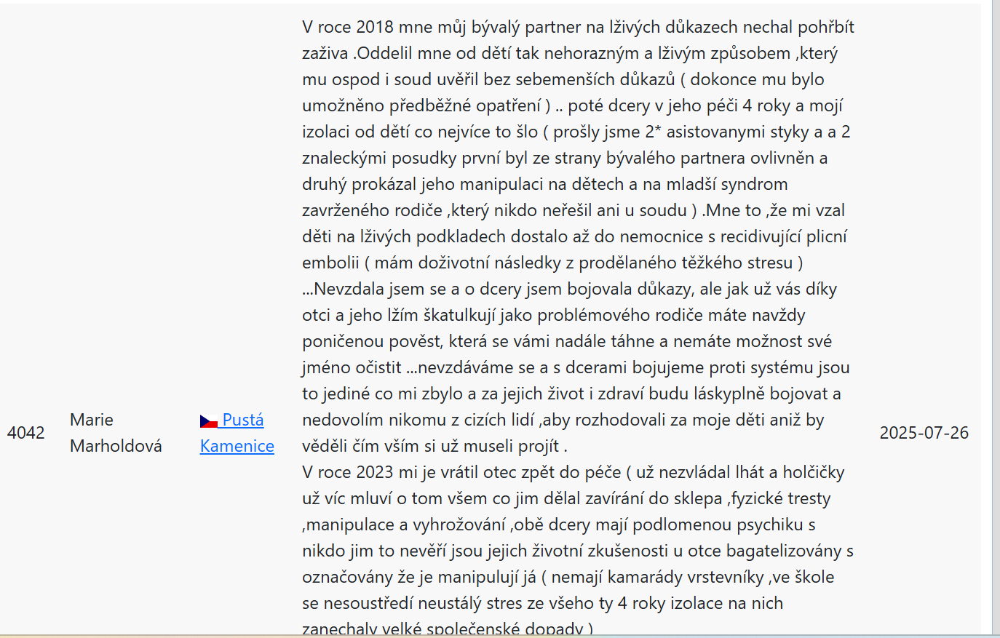 V roce 2018 mne můj bývalý partner na lživých důkazech nechal pohřbít
zaživa .Oddelil mne od dětí tak nehorazným a lživým způsobem ,který
mu ospod i soud uvěřil bez sebemenších důkazů ( dokonce mu bylo
umožněno předběžné opatření ) .. poté dcery v jeho péči 4 roky a mojí
izolaci od dětí co nejvíce to šlo ( prošly jsme 2* asistovanymi styky a a 2
znaleckými posudky první byl ze strany bývalého partnera ovlivněn a
druhý prokázal jeho manipulaci na dětech a na mladší syndrom
zavrženého rodiče ,který nikdo neřešil ani u soudu ) .Mne to ,že mi vzal
děti na lživých podkladech dostalo až do nemocnice s recidivující plicní
embolii ( mám doživotní následky z prodělaného těžkého stresu )
...Nevzdala jsem se a o dcery jsem bojovala důkazy, ale jak už vás díky
otci a jeho lžím škatulkují jako problémového rodiče máte navždy
poničenou pověst, která se vámi nadále táhne a nemáte možnost své
jméno očistit ...nevzdáváme se a s dcerami bojujeme proti systému jsou
to jediné co mi zbylo a za jejich život i zdraví budu láskyplně bojovat a
nedovolím nikomu z cizích lidí ,aby rozhodovali za moje děti aniž by
věděli čím vším si už museli projít .
4042
Marie
Marholdová
Pustá
Kamenice
2025-07-26
V roce 2023 mi je vrátil otec zpět do péče ( už nezvládal lhát a holčičky
už víc mluví o tom všem co jim dělal zavírání do sklepa ,fyzické tresty
,manipulace a vyhrožování ,obě dcery mají podlomenou psychiku s
nikdo jim to nevěří jsou jejich životní zkušenosti u otce bagatelizovány s
označovány že je manipulují já ( nemají kamarády vrstevníky ,ve škole
se nesoustředí neustálý stres ze všeho ty 4 roky izolace na nich
zanechaly velké společenské dopady )